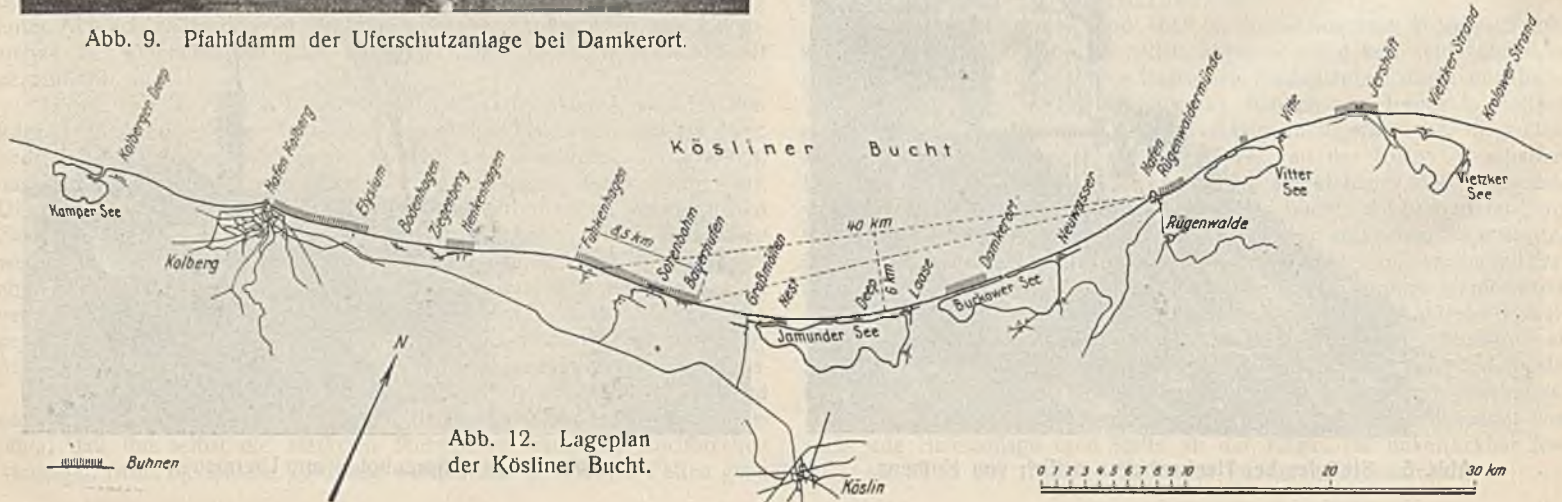 Abb. 9. Pfahldamm der Uferschutzanlage bei Damkerort.
Kolberger Deep
Kamper See
Hafen Kolberg
Kolberg
Elysium
Bodenhagen
Ziegenberg
Henkenhagen
Kösliner Bucht
Funkenhagen
8,5 km
Sorenbohm
Bauerhufen
Großmöllen
Nest
Jamunder See
40 km
6 km
Deep
Laase
Buckower See
Damkerort
Neuwasser
Hafen
Rügenwaldermünde
Rügenwalde
Vitte
Vitter
See
Jershöft
Vietzker Strand
Vietzker
See
Krolower Strand
N
Buhnen
Abb. 12. Lageplan
der Kösliner Bucht.
Köslin
0 1 2 3 4 5 6 7 8 9 10 20 30 km